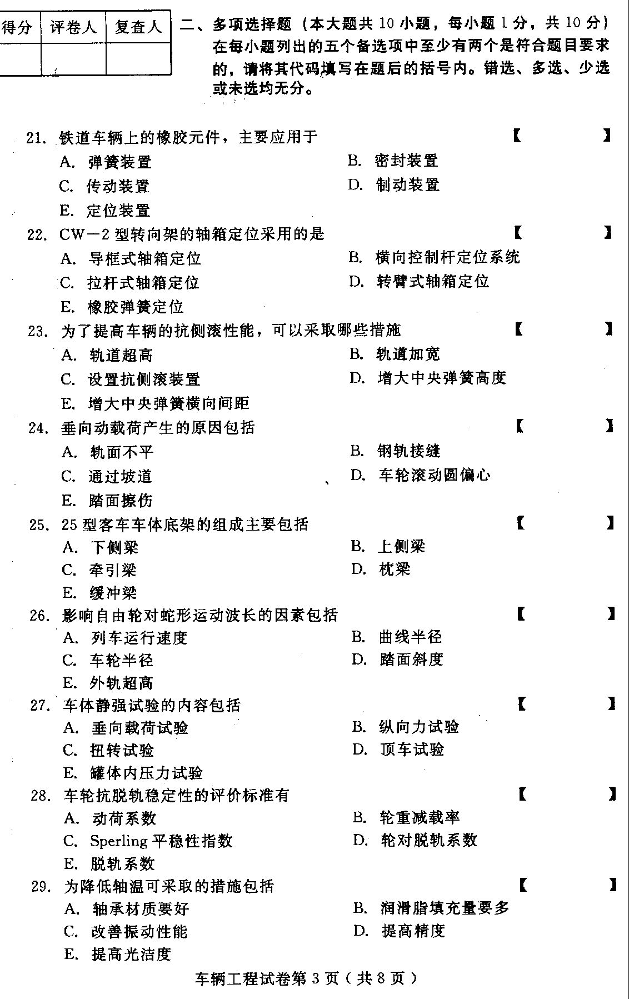 得分 评卷人 复查人
二、多项选择题（本大题共 10 小题，每小题 1 分，共 10 分）
在每小题列出的五个备选项中至少有两个是符合题目要求
的，请将其代码填写在题后的括号内。错选、多选、少选
或未选均无分。
21．铁道车辆上的橡胶元件，主要应用于 【 】
A．弹簧装置 B．密封装置
C．传动装置 D．制动装置
E．定位装置
22．CW－2 型转向架的轴箱定位采用的是 【 】
A．导框式轴箱定位 B．横向控制杆定位系统
C．拉杆式轴箱定位 D．转臂式轴箱定位
E．橡胶弹簧定位
23．为了提高车辆的抗侧滚性能，可以采取哪些措施 【 】
A．轨道超高 B．轨道加宽
C．设置抗侧滚装置 D．增大中央弹簧高度
E．增大中央弹簧横向间距
24．垂向动载荷产生的原因包括 【 】
A．轨面不平 B．钢轨接缝
C．通过坡道 D．车轮滚动圆偏心
E．踏面擦伤
25．25 型客车车体底架的组成主要包括 【 】
A．下侧梁 B．上侧梁
C．牵引梁 D．枕梁
E．缓冲梁
26．影响自由轮对蛇形运动波长的因素包括 【 】
A．列车运行速度 B．曲线半径
C．车轮半径 D．踏面斜度
E．外轨超高
27．车体静强试验的内容包括 【 】
A．垂向载荷试验 B．纵向力试验
C．扭转试验 D．顶车试验
E．罐体内压力试验
28．车轮抗脱轨稳定性的评价标准有 【 】
A．动荷系数 B．轮重减载率
C．Sperling 平稳性指数 D．轮对脱轨系数
E．脱轨系数
29．为降低轴温可采取的措施包括 【 】
A．轴承材质要好 B．润滑脂填充量要多
C．改善振动性能 D．提高精度
E．提高光洁度
车辆工程试卷第 3 页（共 8 页）